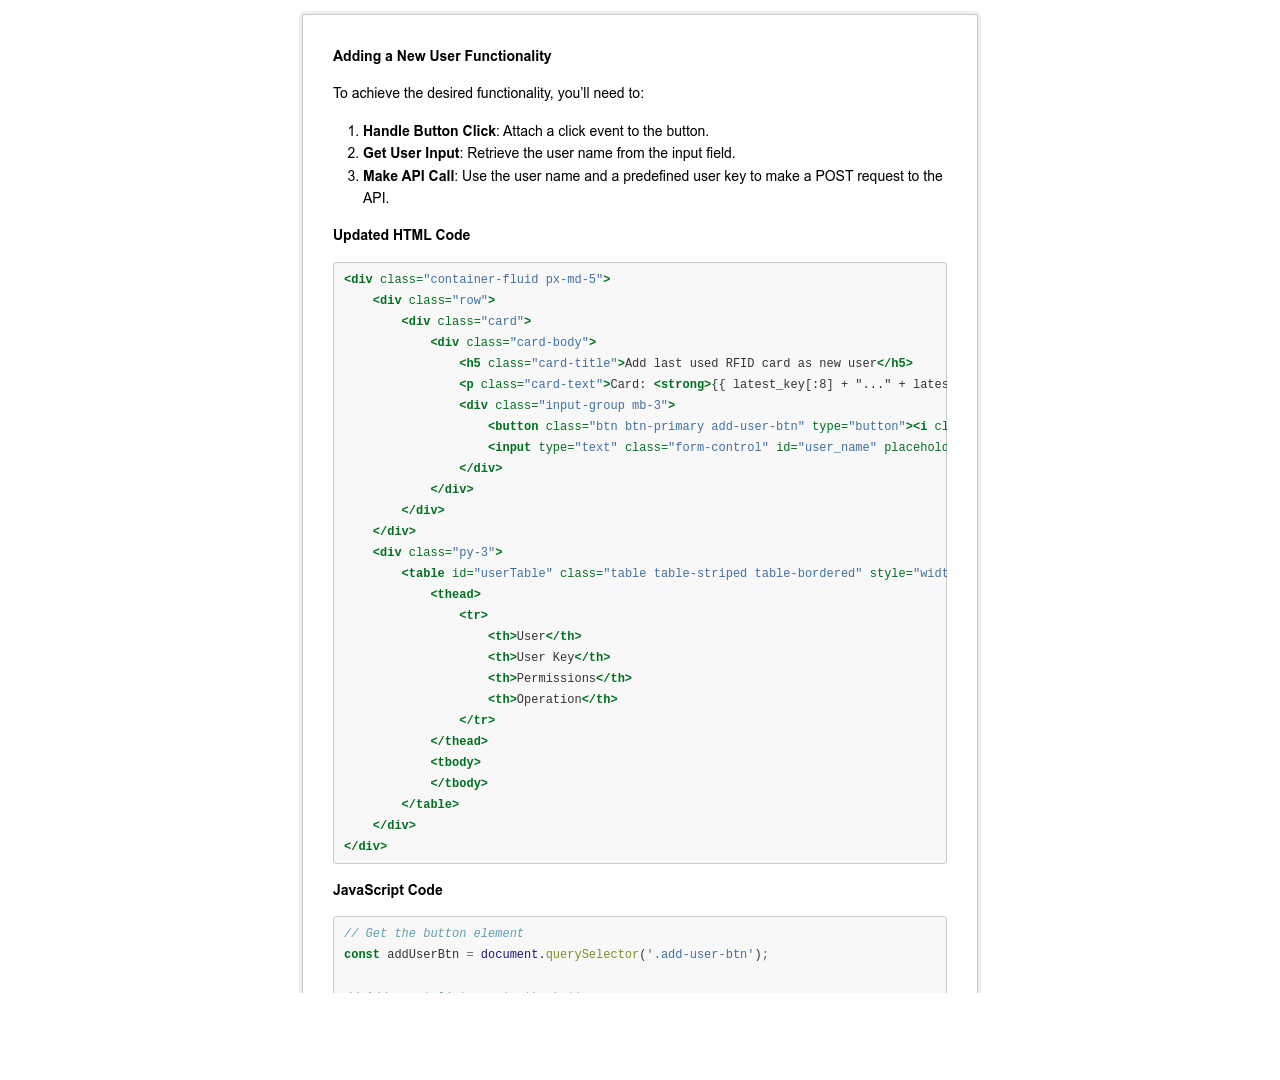 Adding a New User Functionality
To achieve the desired functionality, you'll need to:
1. Handle Button Click: Attach a click event to the button.
2. Get User Input: Retrieve the user name from the input field.
3. Make API Call: Use the user name and a predefined user key to make a POST request to the
API.
Updated HTML Code
<div class="container-fluid px-md-5">
    <div class="row">
        <div class="card">
            <div class="card-body">
                <h5 class="card-title">Add last used RFID card as new user</h5>
                <p class="card-text">Card: <strong>{{ latest_key[:8] + "..." + lates
                <div class="input-group mb-3">
                    <button class="btn btn-primary add-user-btn" type="button"><i cl
                    <input type="text" class="form-control" id="user_name" placehold
                </div>
            </div>
        </div>
    </div>
    <div class="py-3">
        <table id="userTable" class="table table-striped table-bordered" style="widt
            <thead>
                <tr>
                    <th>User</th>
                    <th>User Key</th>
                    <th>Permissions</th>
                    <th>Operation</th>
                </tr>
            </thead>
            <tbody>
            </tbody>
        </table>
    </div>
</div>
JavaScript Code
// Get the button element
const addUserBtn = document.querySelector('.add-user-btn');